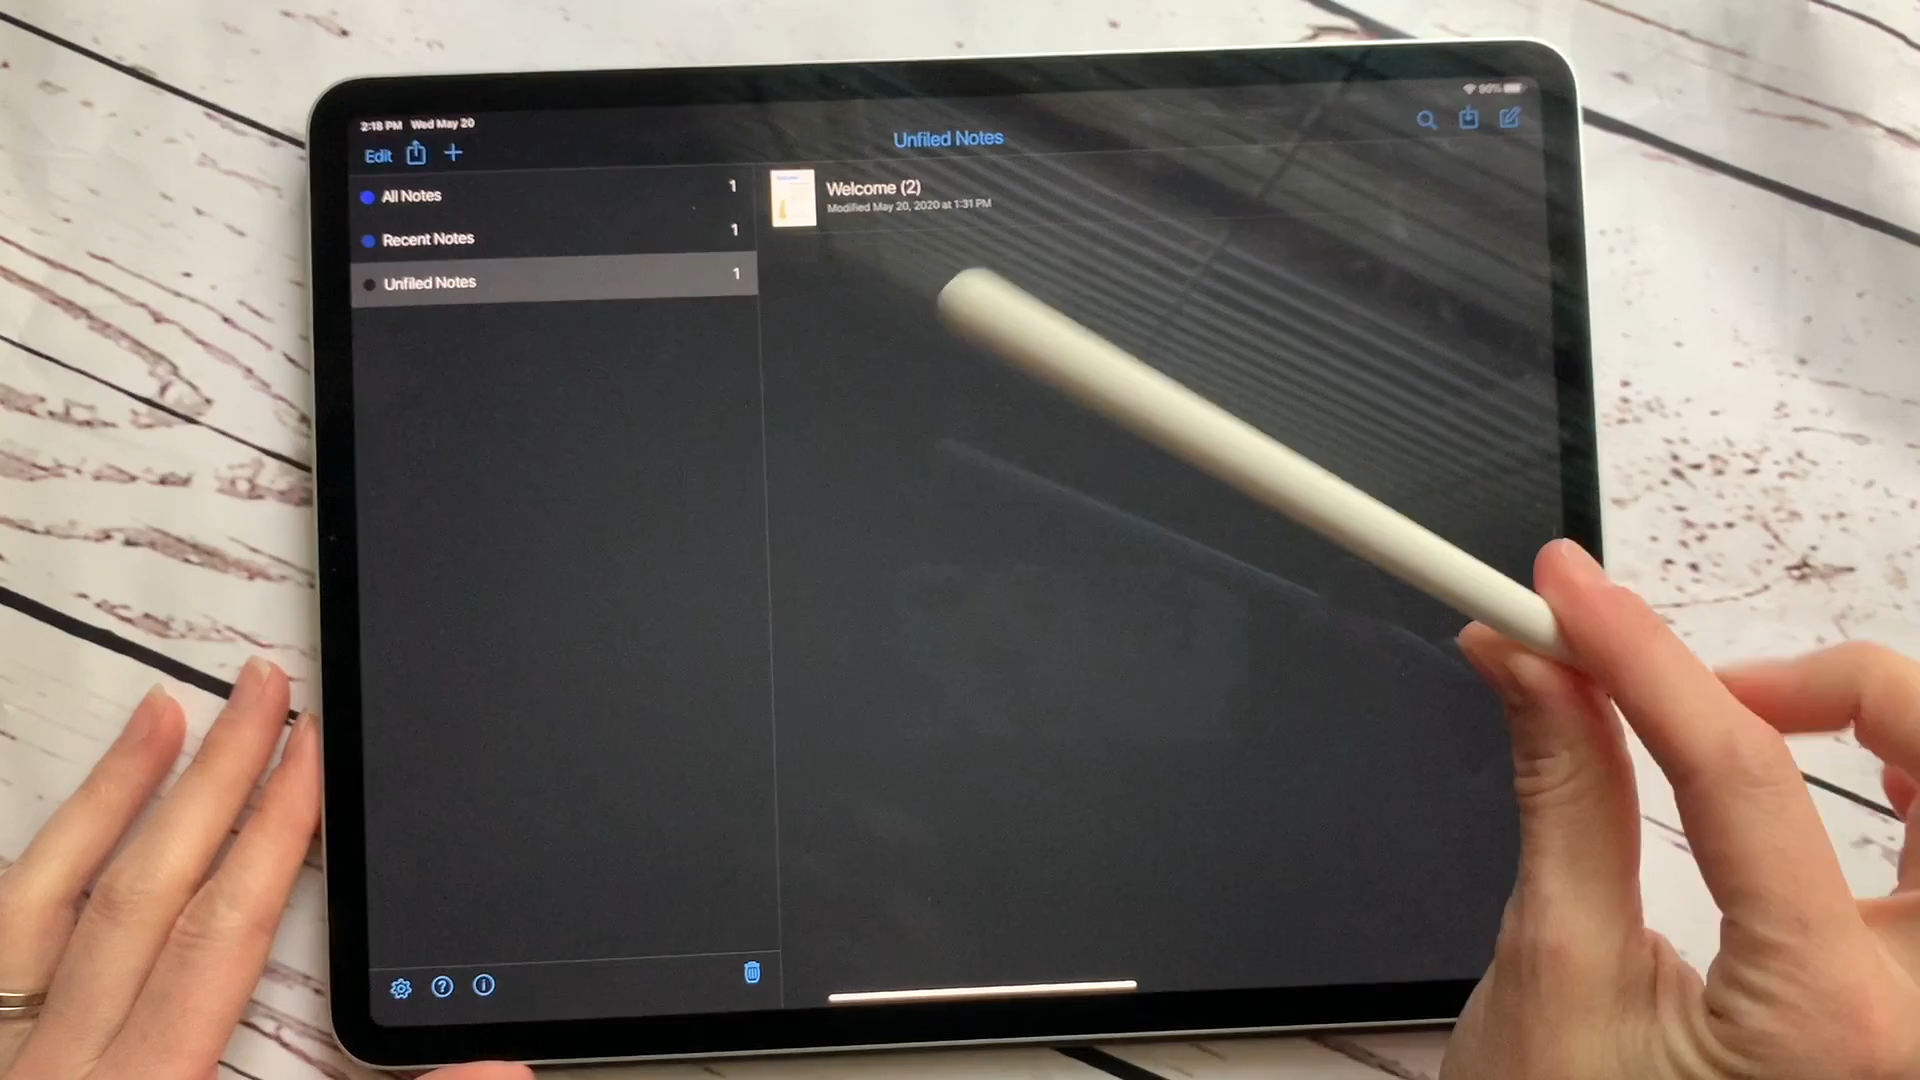 2:18 PM Wed May 20
90%
Edit
Unfiled Notes
All Notes 1
Recent Notes 1
Unfiled Notes 1
Welcome (2)
Modified May 20, 2020 at 1:31 PM